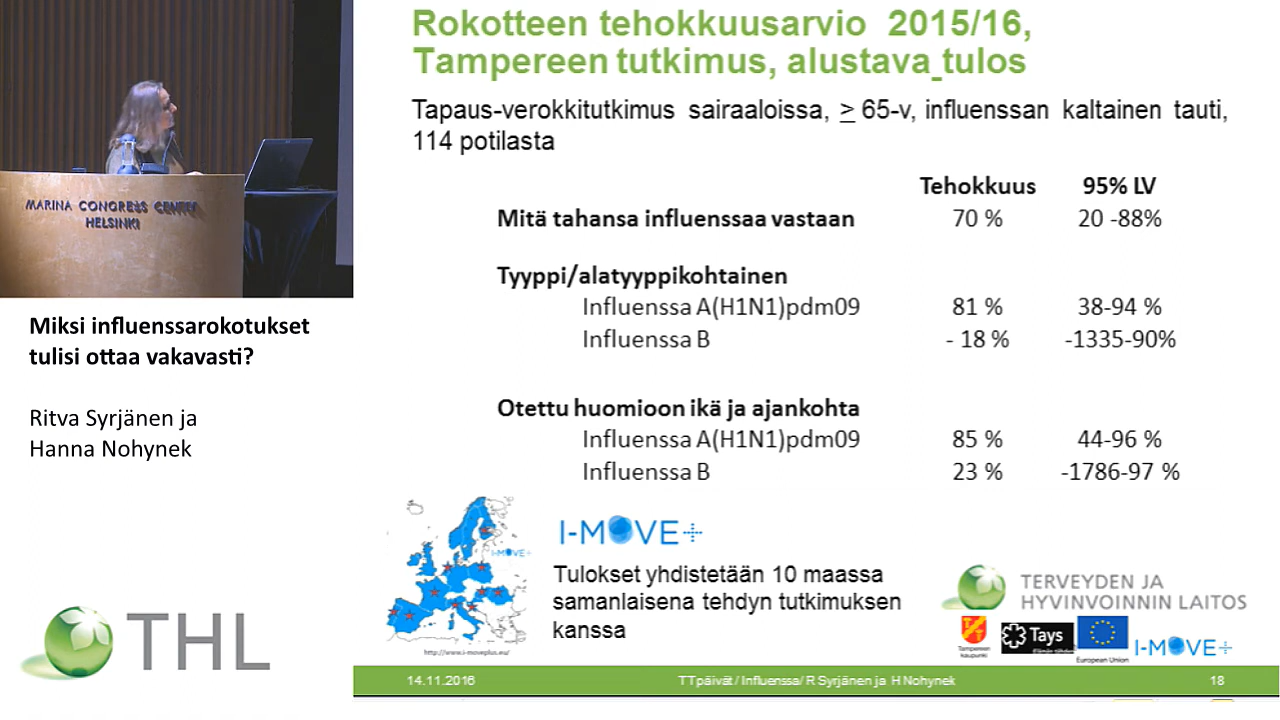 Rokotteen tehokkuusarvio 2015/16,
Tampereen tutkimus, alustava_tulos
Tapaus-verokkitutkimus sairaaloissa, ≥ 65-v, influenssan kaltainen tauti,
114 potilasta
Tehokkuus 95% LV
Mitä tahansa influenssaa vastaan 70 % 20 -88%
Tyyppi/alatyyppikohtainen
Influenssa A(H1N1)pdm09 81 % 38-94 %
Influenssa B - 18 % -1335-90%
Otettu huomioon ikä ja ajankohta
Influenssa A(H1N1)pdm09 85 % 44-96 %
Influenssa B 23 % -1786-97 %
I-MOVE+
I-MOVE+
Tulokset yhdistetään 10 maassa
samanlaisena tehdyn tutkimuksen
kanssa
http://www.i-moveplus.eu/
TERVEYDEN JA
HYVINVOINNIN LAITOS
Tampereen
kaupunki
Tays
European Union
I-MOVE+
14.11.2016 TTpäivät / Influenssa/ R Syrjänen ja H Nohynek 18
MARINA CONGRESS CENTER
HELSINKI
Miksi influenssarokotukset
tulisi ottaa vakavasti?
Ritva Syrjänen ja
Hanna Nohynek
THL